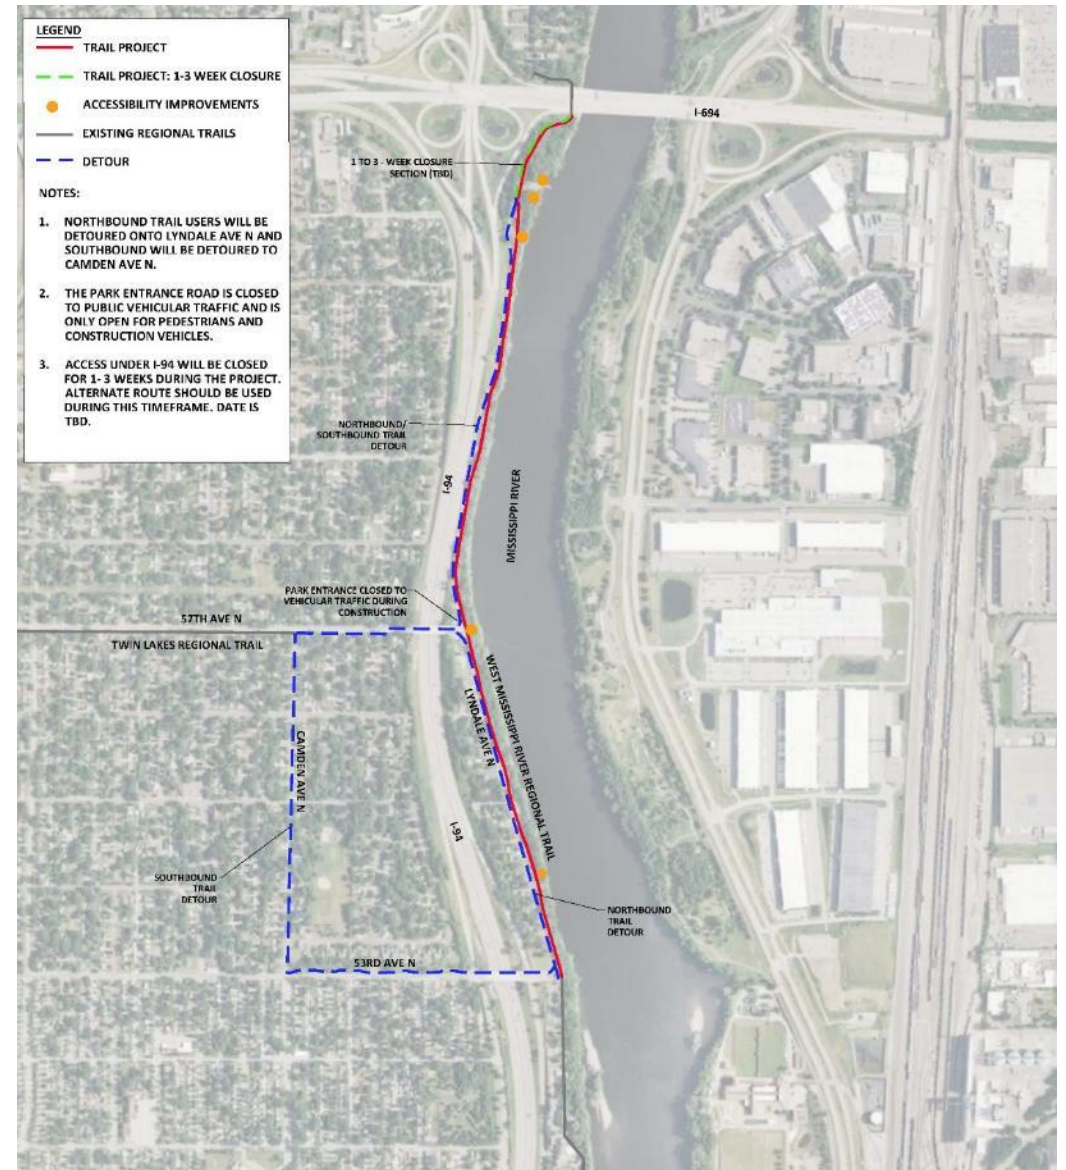 LEGEND
TRAIL PROJECT
TRAIL PROJECT: 1-3 WEEK CLOSURE
ACCESSIBILITY IMPROVEMENTS
EXISTING REGIONAL TRAILS
DETOUR
NOTES:
1. NORTHBOUND TRAIL USERS WILL BE
DETOURED ONTO LYNDALE AVE N AND
SOUTHBOUND WILL BE DETOURED TO
CAMDEN AVE N.
2. THE PARK ENTRANCE ROAD IS CLOSED
TO PUBLIC VEHICULAR TRAFFIC AND IS
ONLY OPEN FOR PEDESTRIANS AND
CONSTRUCTION VEHICLES.
3. ACCESS UNDER I-94 WILL BE CLOSED
FOR 1- 3 WEEKS DURING THE PROJECT.
ALTERNATE ROUTE SHOULD BE USED
DURING THIS TIMEFRAME. DATE IS
TBD.
I-694
1 TO 3 - WEEK CLOSURE
SECTION (TBD)
NORTHBOUND/
SOUTHBOUND TRAIL
DETOUR
I-94
MISSISSIPPI RIVER
PARK ENTRANCE CLOSED TO
VEHICULAR TRAFFIC DURING
CONSTRUCTION
57TH AVE N
TWIN LAKES REGIONAL TRAIL
WEST MISSISSIPPI RIVER REGIONAL TRAIL
LYNDALE AVE N
CAMDEN AVE N
I-94
SOUTHBOUND
TRAIL
DETOUR
NORTHBOUND
TRAIL
DETOUR
53RD AVE N